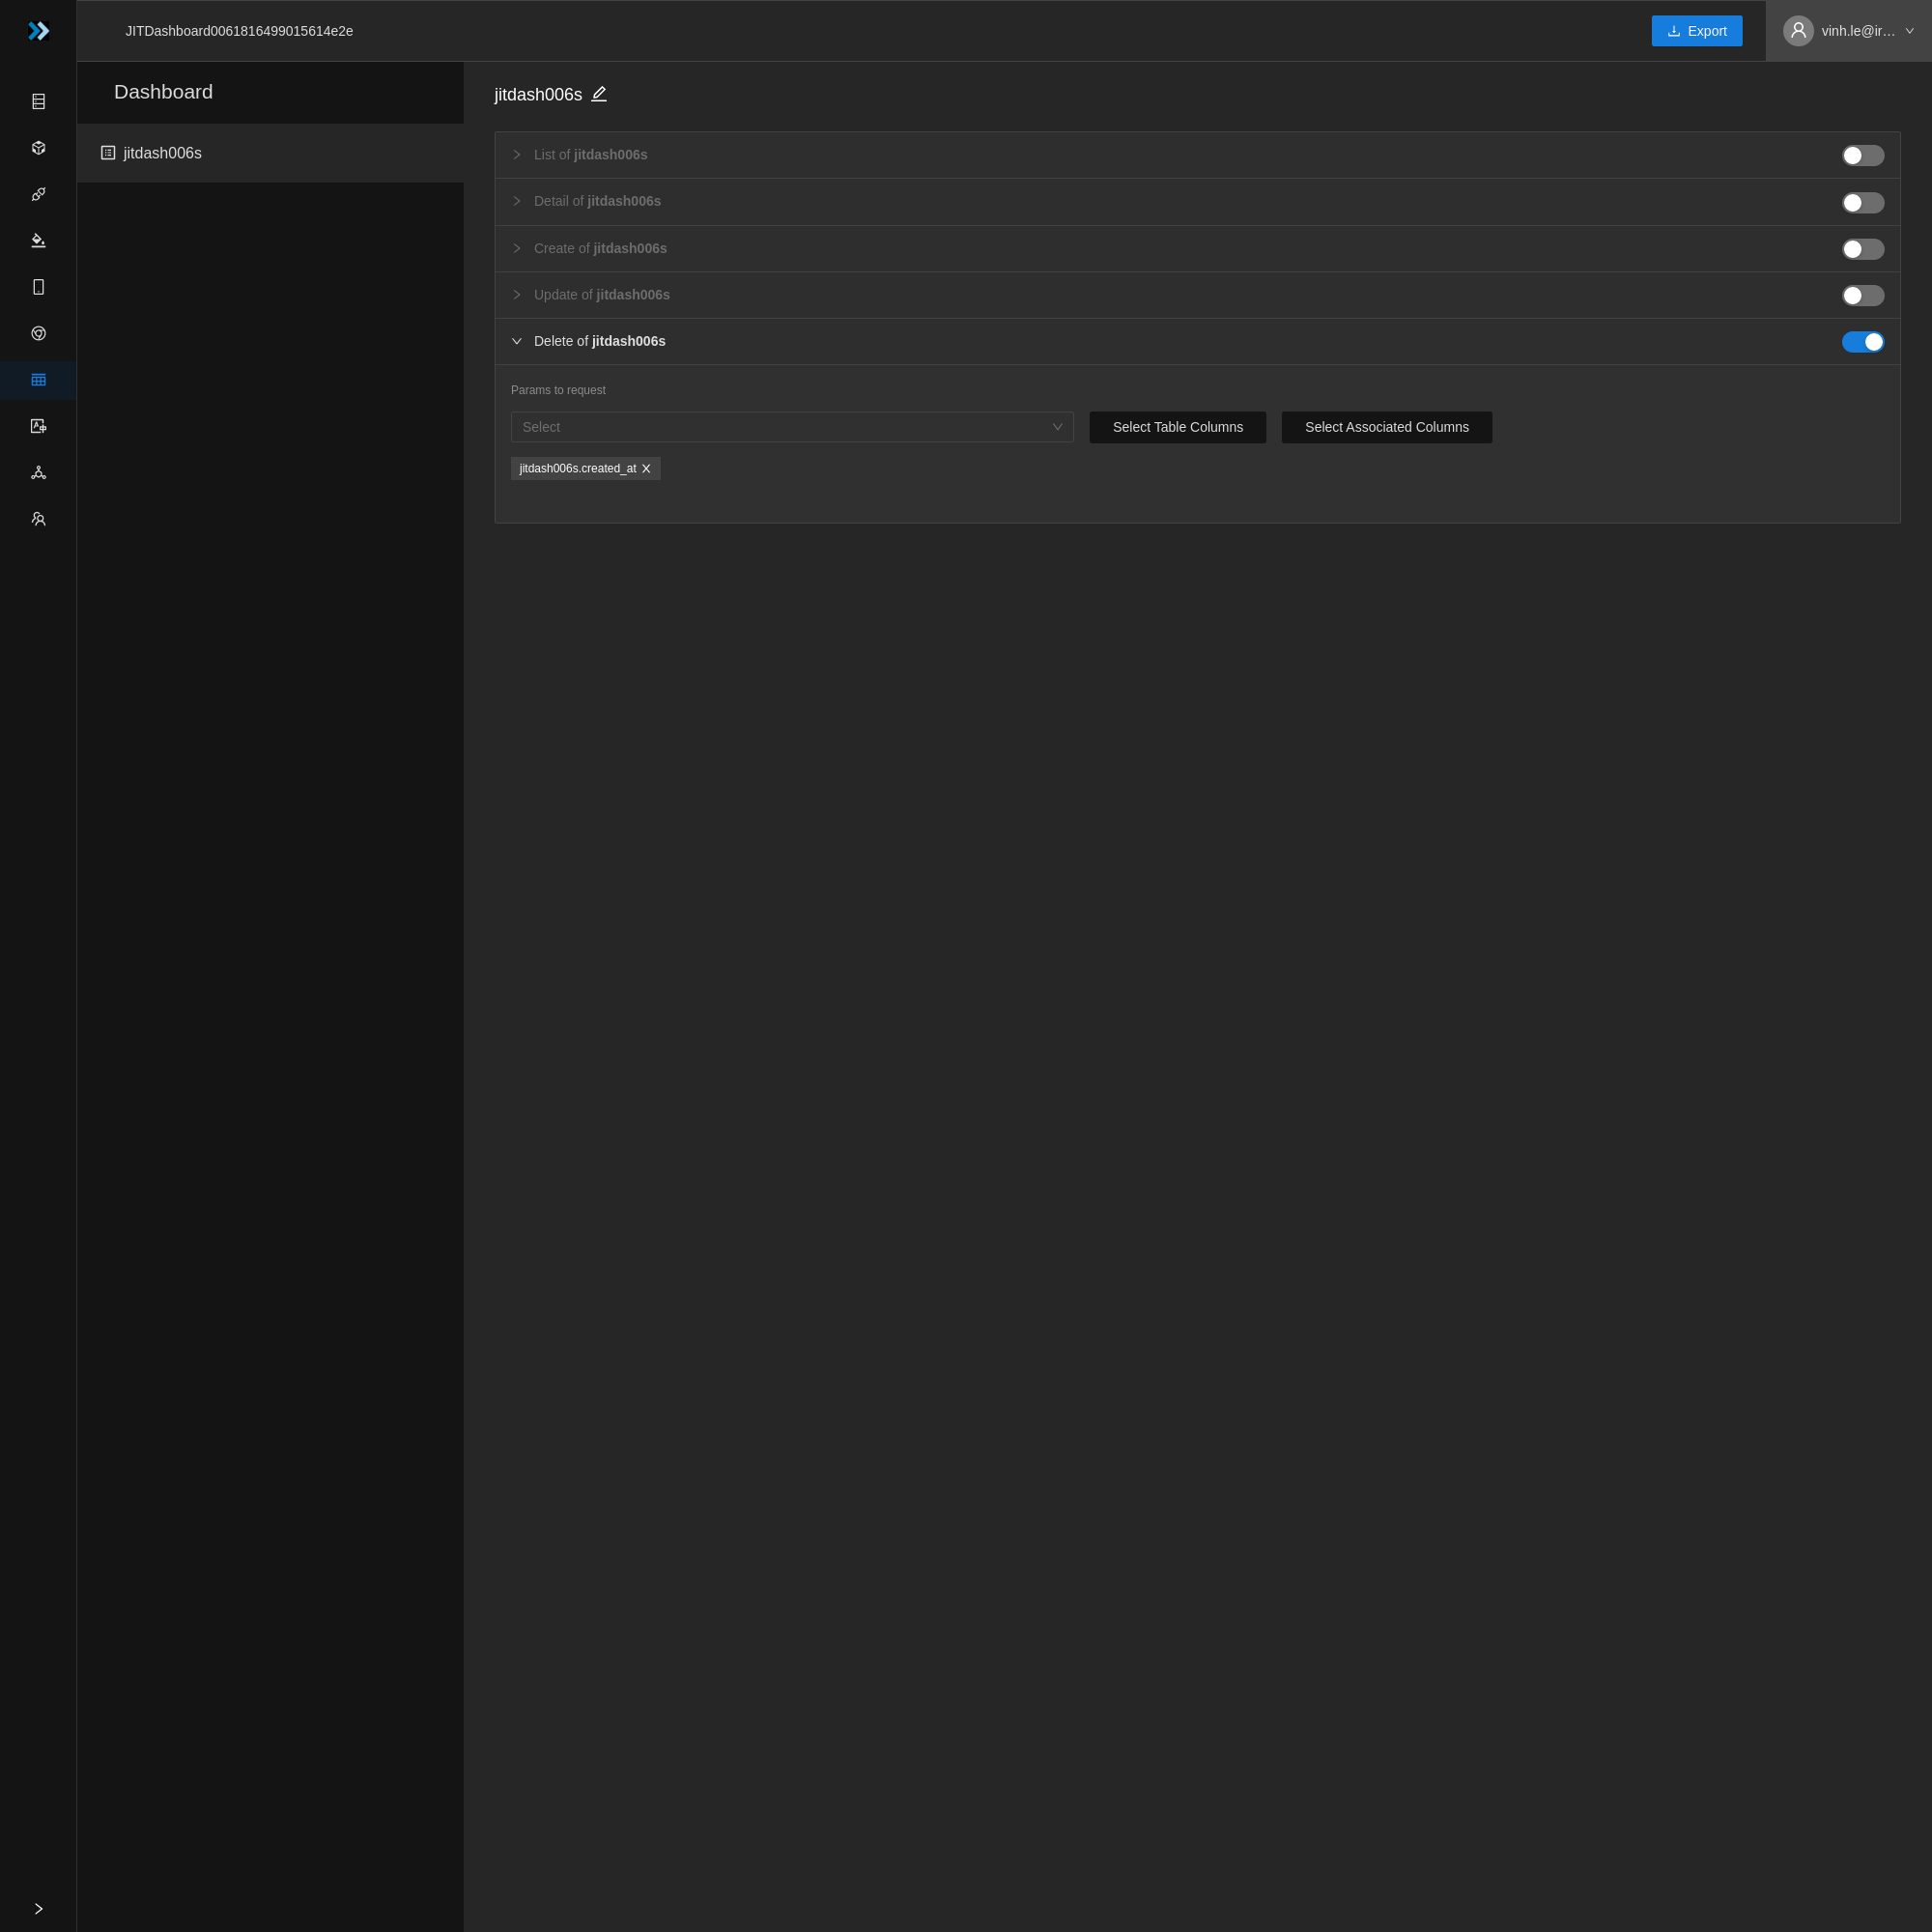 JITDashboard0061816499015614e2e
Export
vinh.le@ir…
Dashboard
jitdash006s
jitdash006s
List of jitdash006s
Detail of jitdash006s
Create of jitdash006s
Update of jitdash006s
Delete of jitdash006s
Params to request
Select
Select Table Columns
Select Associated Columns
jitdash006s.created_at